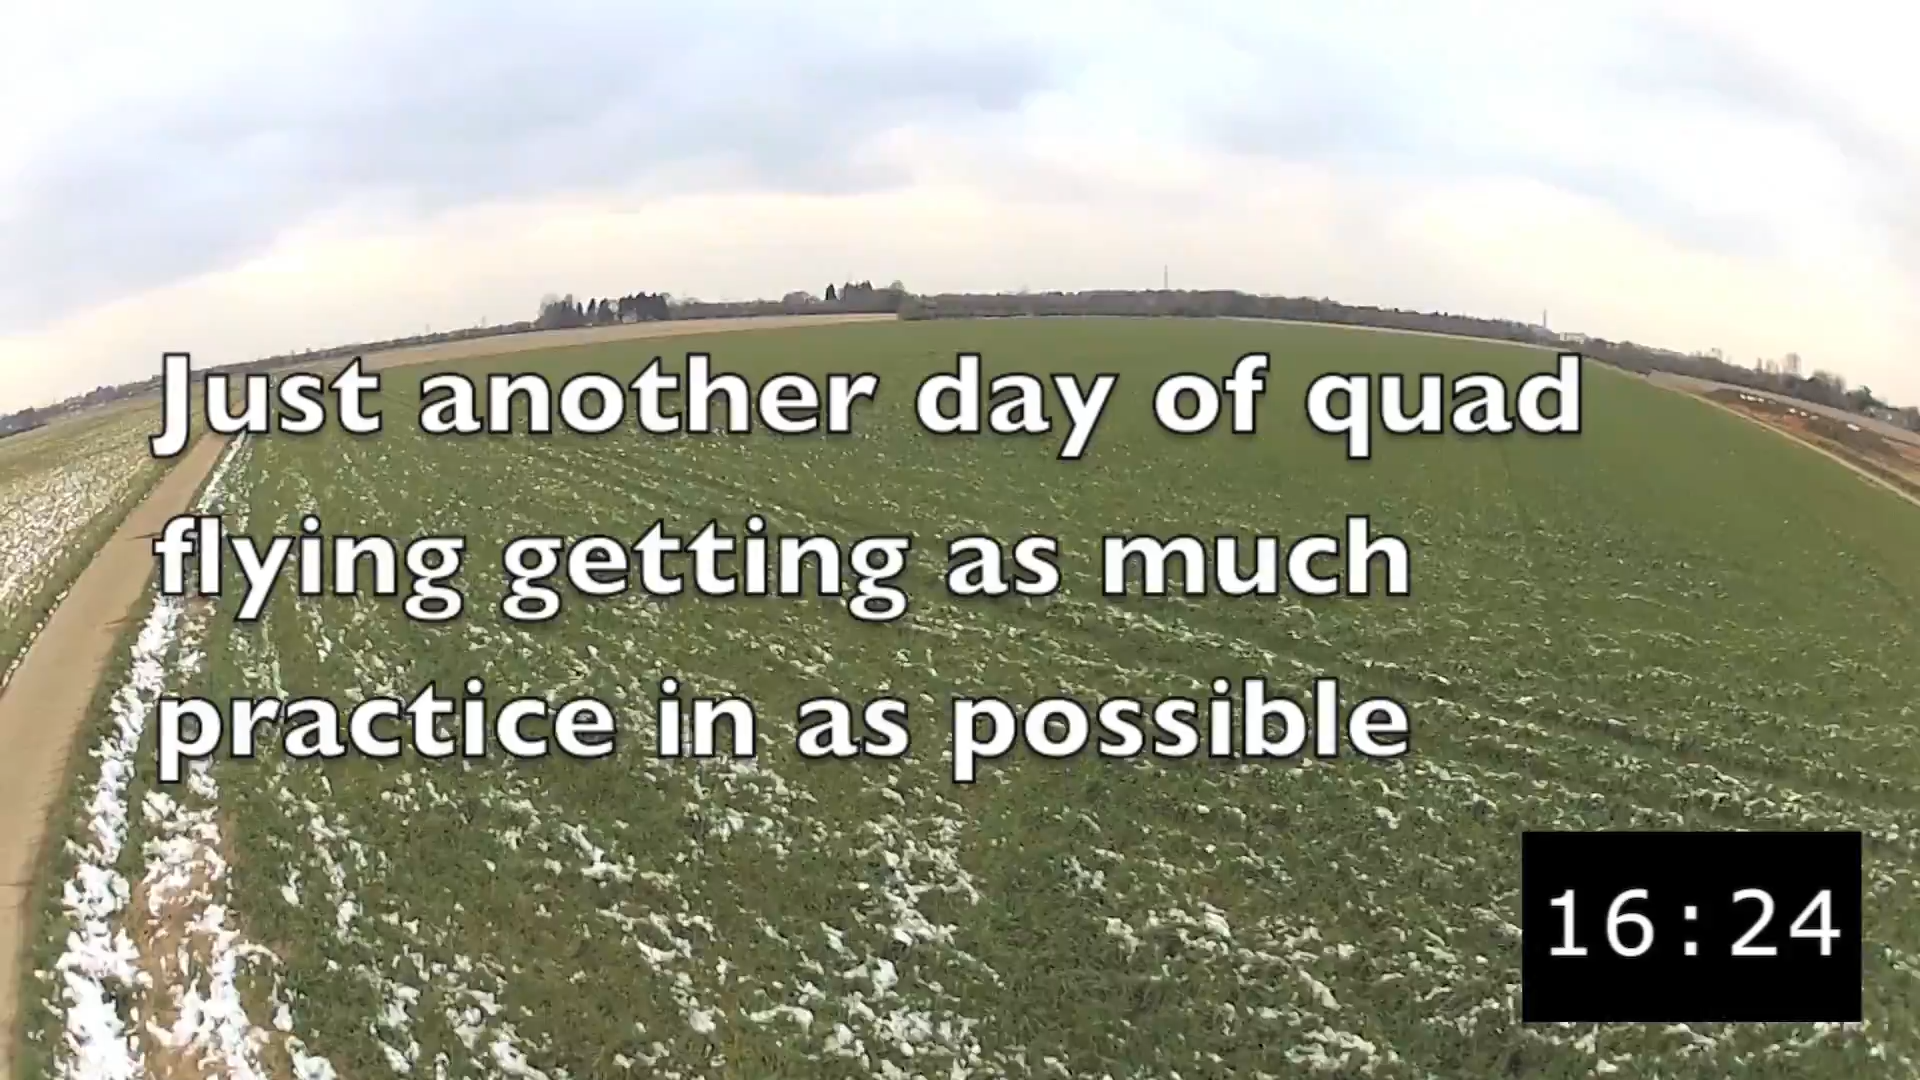 Just another day of quad
flying getting as much
practice in as possible
16:24